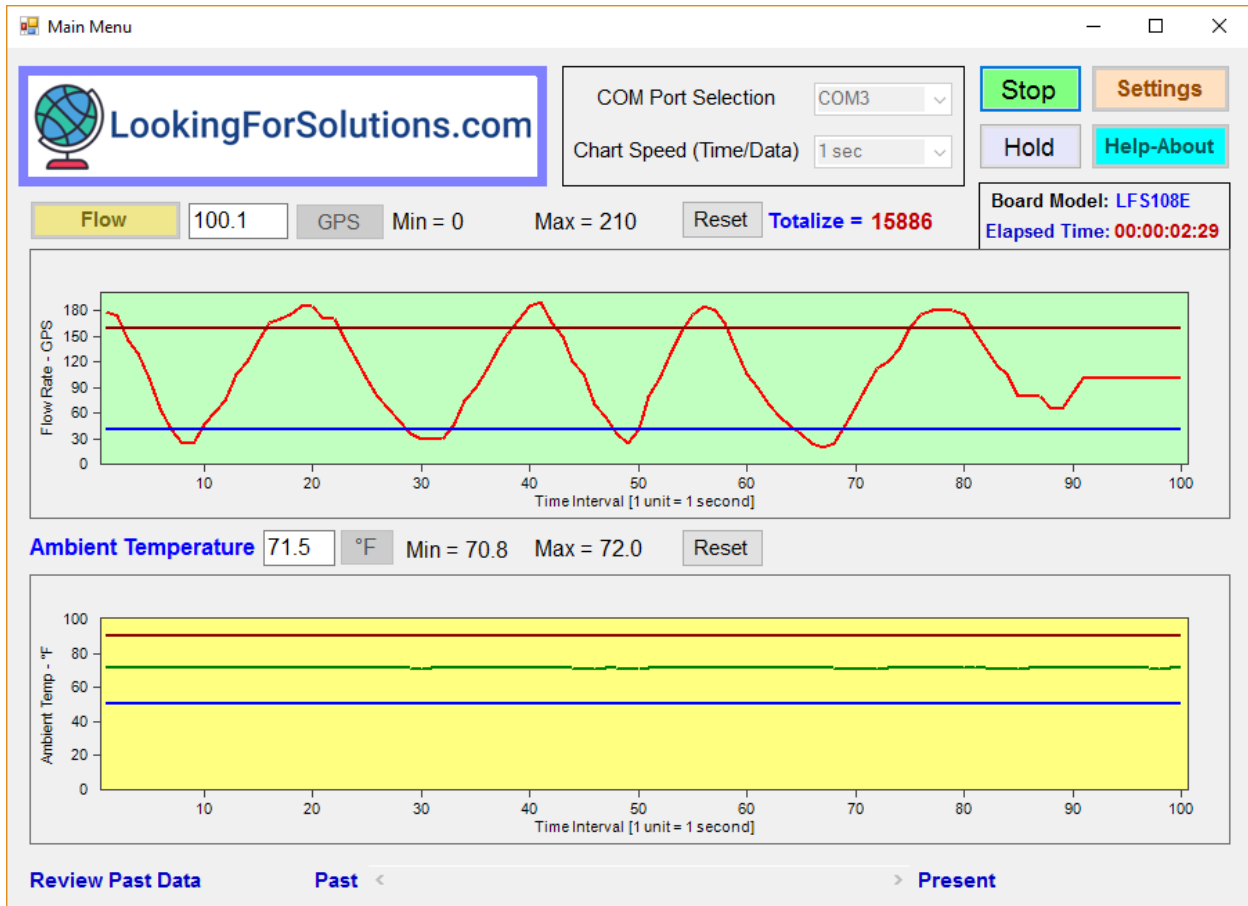 Main Menu
LookingForSolutions.com
COM Port Selection COM3
Chart Speed (Time/Data) 1 sec
Stop Settings
Hold Help-About
Board Model: LFS108E
Elapsed Time: 00:00:02:29
Flow 100.1 GPS Min = 0 Max = 210 Reset Totalize = 15886
Flow Rate - GPS
180
150
120
90
60
30
0
10 20 30 40 50 60 70 80 90 100
Time Interval [1 unit = 1 second]
Ambient Temperature 71.5 °F Min = 70.8 Max = 72.0 Reset
Ambient Temp - °F
100
80
60
40
20
0
10 20 30 40 50 60 70 80 90 100
Time Interval [1 unit = 1 second]
Review Past Data Past < > Present